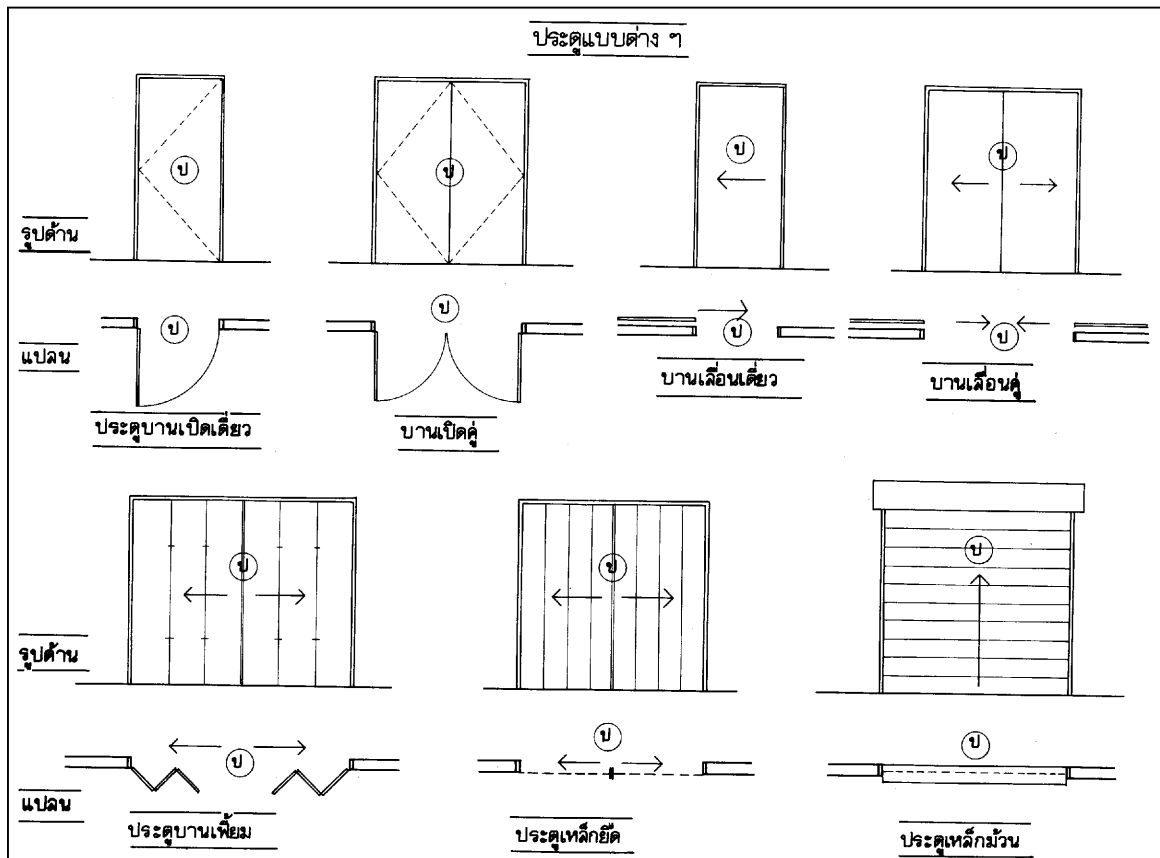 ประตูแบบต่าง ๆ
ป ป ป ป
รูปด้าน
ป ป ป ป
แปลน
ประตูบานเปิดเดี่ยว บานเปิดคู่ บานเลื่อนเดี่ยว บานเลื่อนคู่
ป ป ป
รูปด้าน
ป ป ป
แปลน
ประตูบานเฟี้ยม ประตูเหล็กยืด ประตูเหล็กม้วน